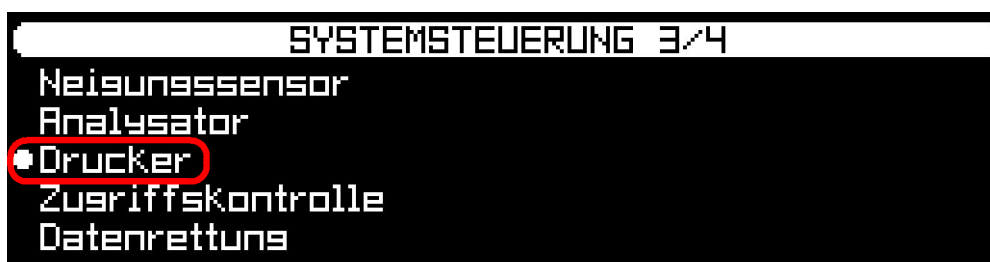 SYSTEMSTEUERUNG 3/4
Neigungssensor
Analysator
Drucker
Zugriffskontrolle
Datenrettung